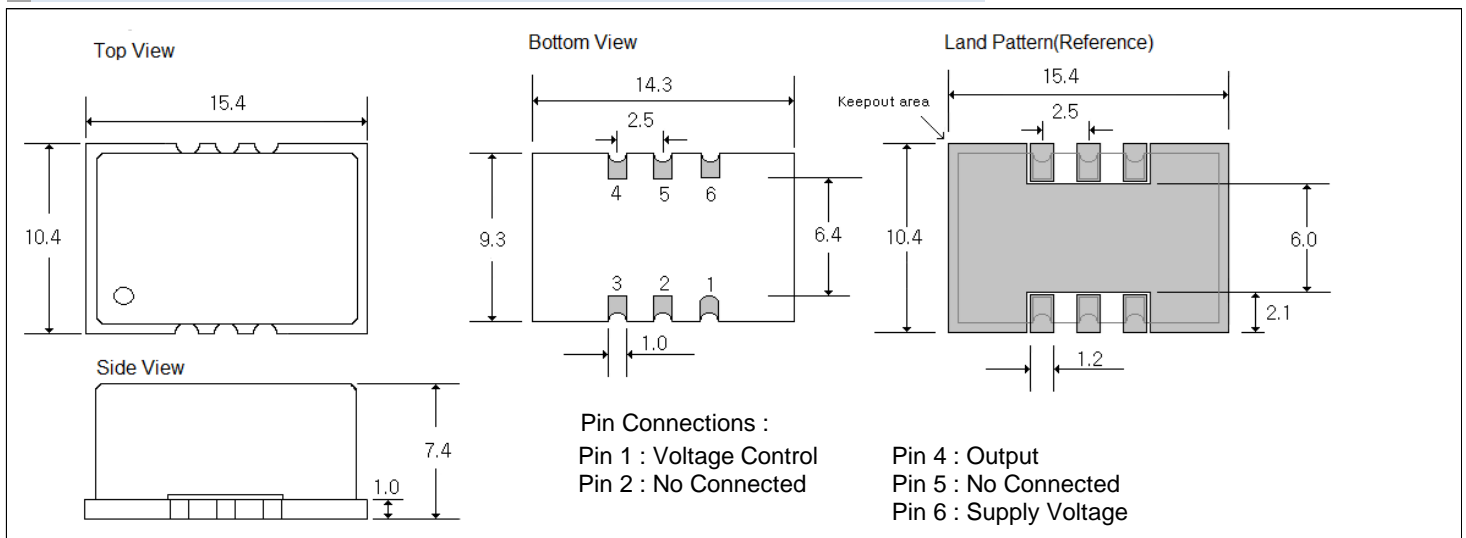 Top View
15.4
10.4
Side View
7.4
1.0
Bottom View
14.3
2.5
4 5 6
9.3
6.4
3 2 1
1.0
Land Pattern(Reference)
15.4
Keepout area
2.5
10.4
6.0
2.1
1.2
Pin Connections :
Pin 1 : Voltage Control
Pin 2 : No Connected
Pin 4 : Output
Pin 5 : No Connected
Pin 6 : Supply Voltage